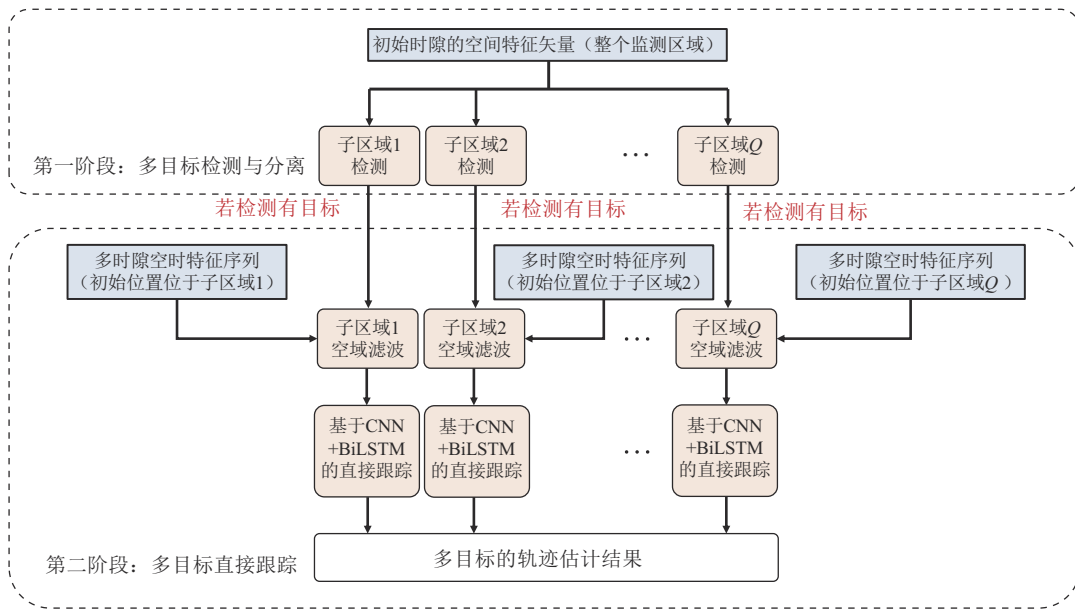 初始时隙的空间特征矢量（整个监测区域）
子区域1
检测
子区域2
检测
···
子区域Q
检测
第一阶段：多目标检测与分离
若检测有目标
若检测有目标
若检测有目标
多时隙空时特征序列
（初始位置位于子区域1）
多时隙空时特征序列
（初始位置位于子区域2）
多时隙空时特征序列
（初始位置位于子区域Q）
子区域1
空域滤波
子区域2
空域滤波
···
子区域Q
空域滤波
基于CNN
+BiLSTM
的直接跟踪
基于CNN
+BiLSTM
的直接跟踪
···
基于CNN
+BiLSTM
的直接跟踪
第二阶段：多目标直接跟踪
多目标的轨迹估计结果